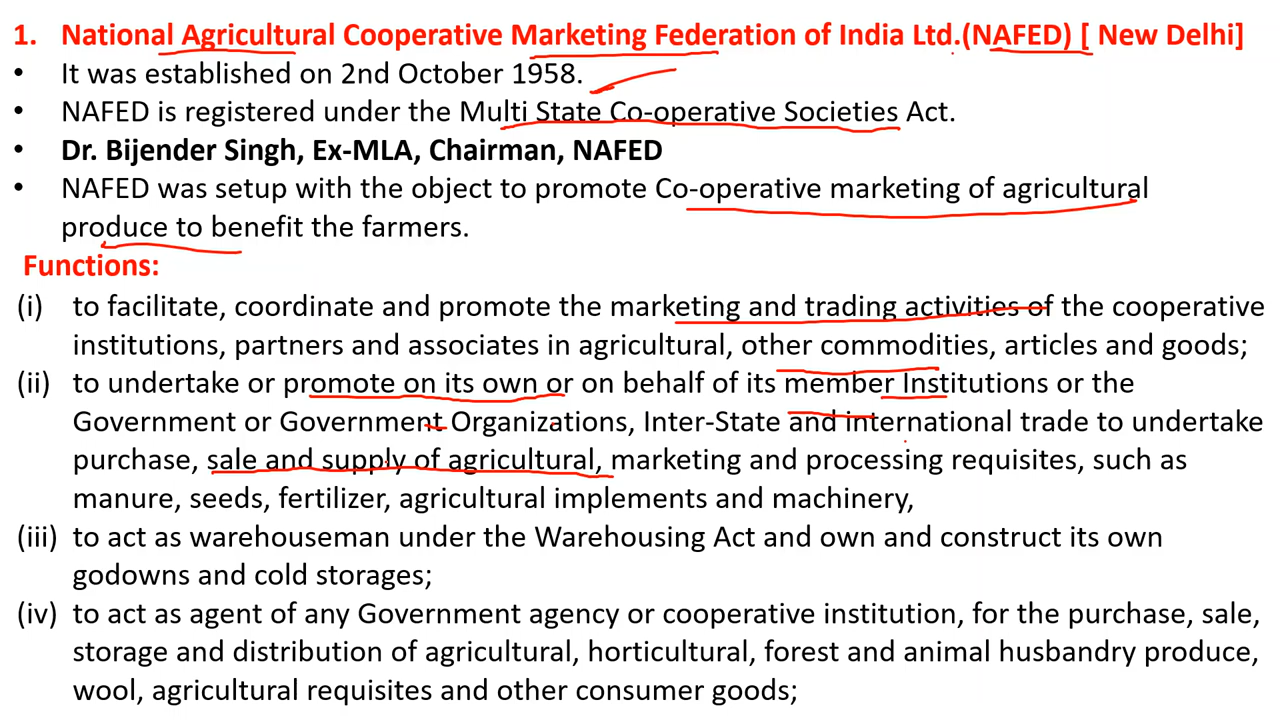 1. National Agricultural Cooperative Marketing Federation of India Ltd.(NAFED) [ New Delhi]
• It was established on 2nd October 1958.
• NAFED is registered under the Multi State Co-operative Societies Act.
• Dr. Bijender Singh, Ex-MLA, Chairman, NAFED
• NAFED was setup with the object to promote Co-operative marketing of agricultural
produce to benefit the farmers.
Functions:
(i) to facilitate, coordinate and promote the marketing and trading activities of the cooperative
institutions, partners and associates in agricultural, other commodities, articles and goods;
(ii) to undertake or promote on its own or on behalf of its member Institutions or the
Government or Government Organizations, Inter-State and international trade to undertake
purchase, sale and supply of agricultural, marketing and processing requisites, such as
manure, seeds, fertilizer, agricultural implements and machinery,
(iii) to act as warehouseman under the Warehousing Act and own and construct its own
godowns and cold storages;
(iv) to act as agent of any Government agency or cooperative institution, for the purchase, sale,
storage and distribution of agricultural, horticultural, forest and animal husbandry produce,
wool, agricultural requisites and other consumer goods;